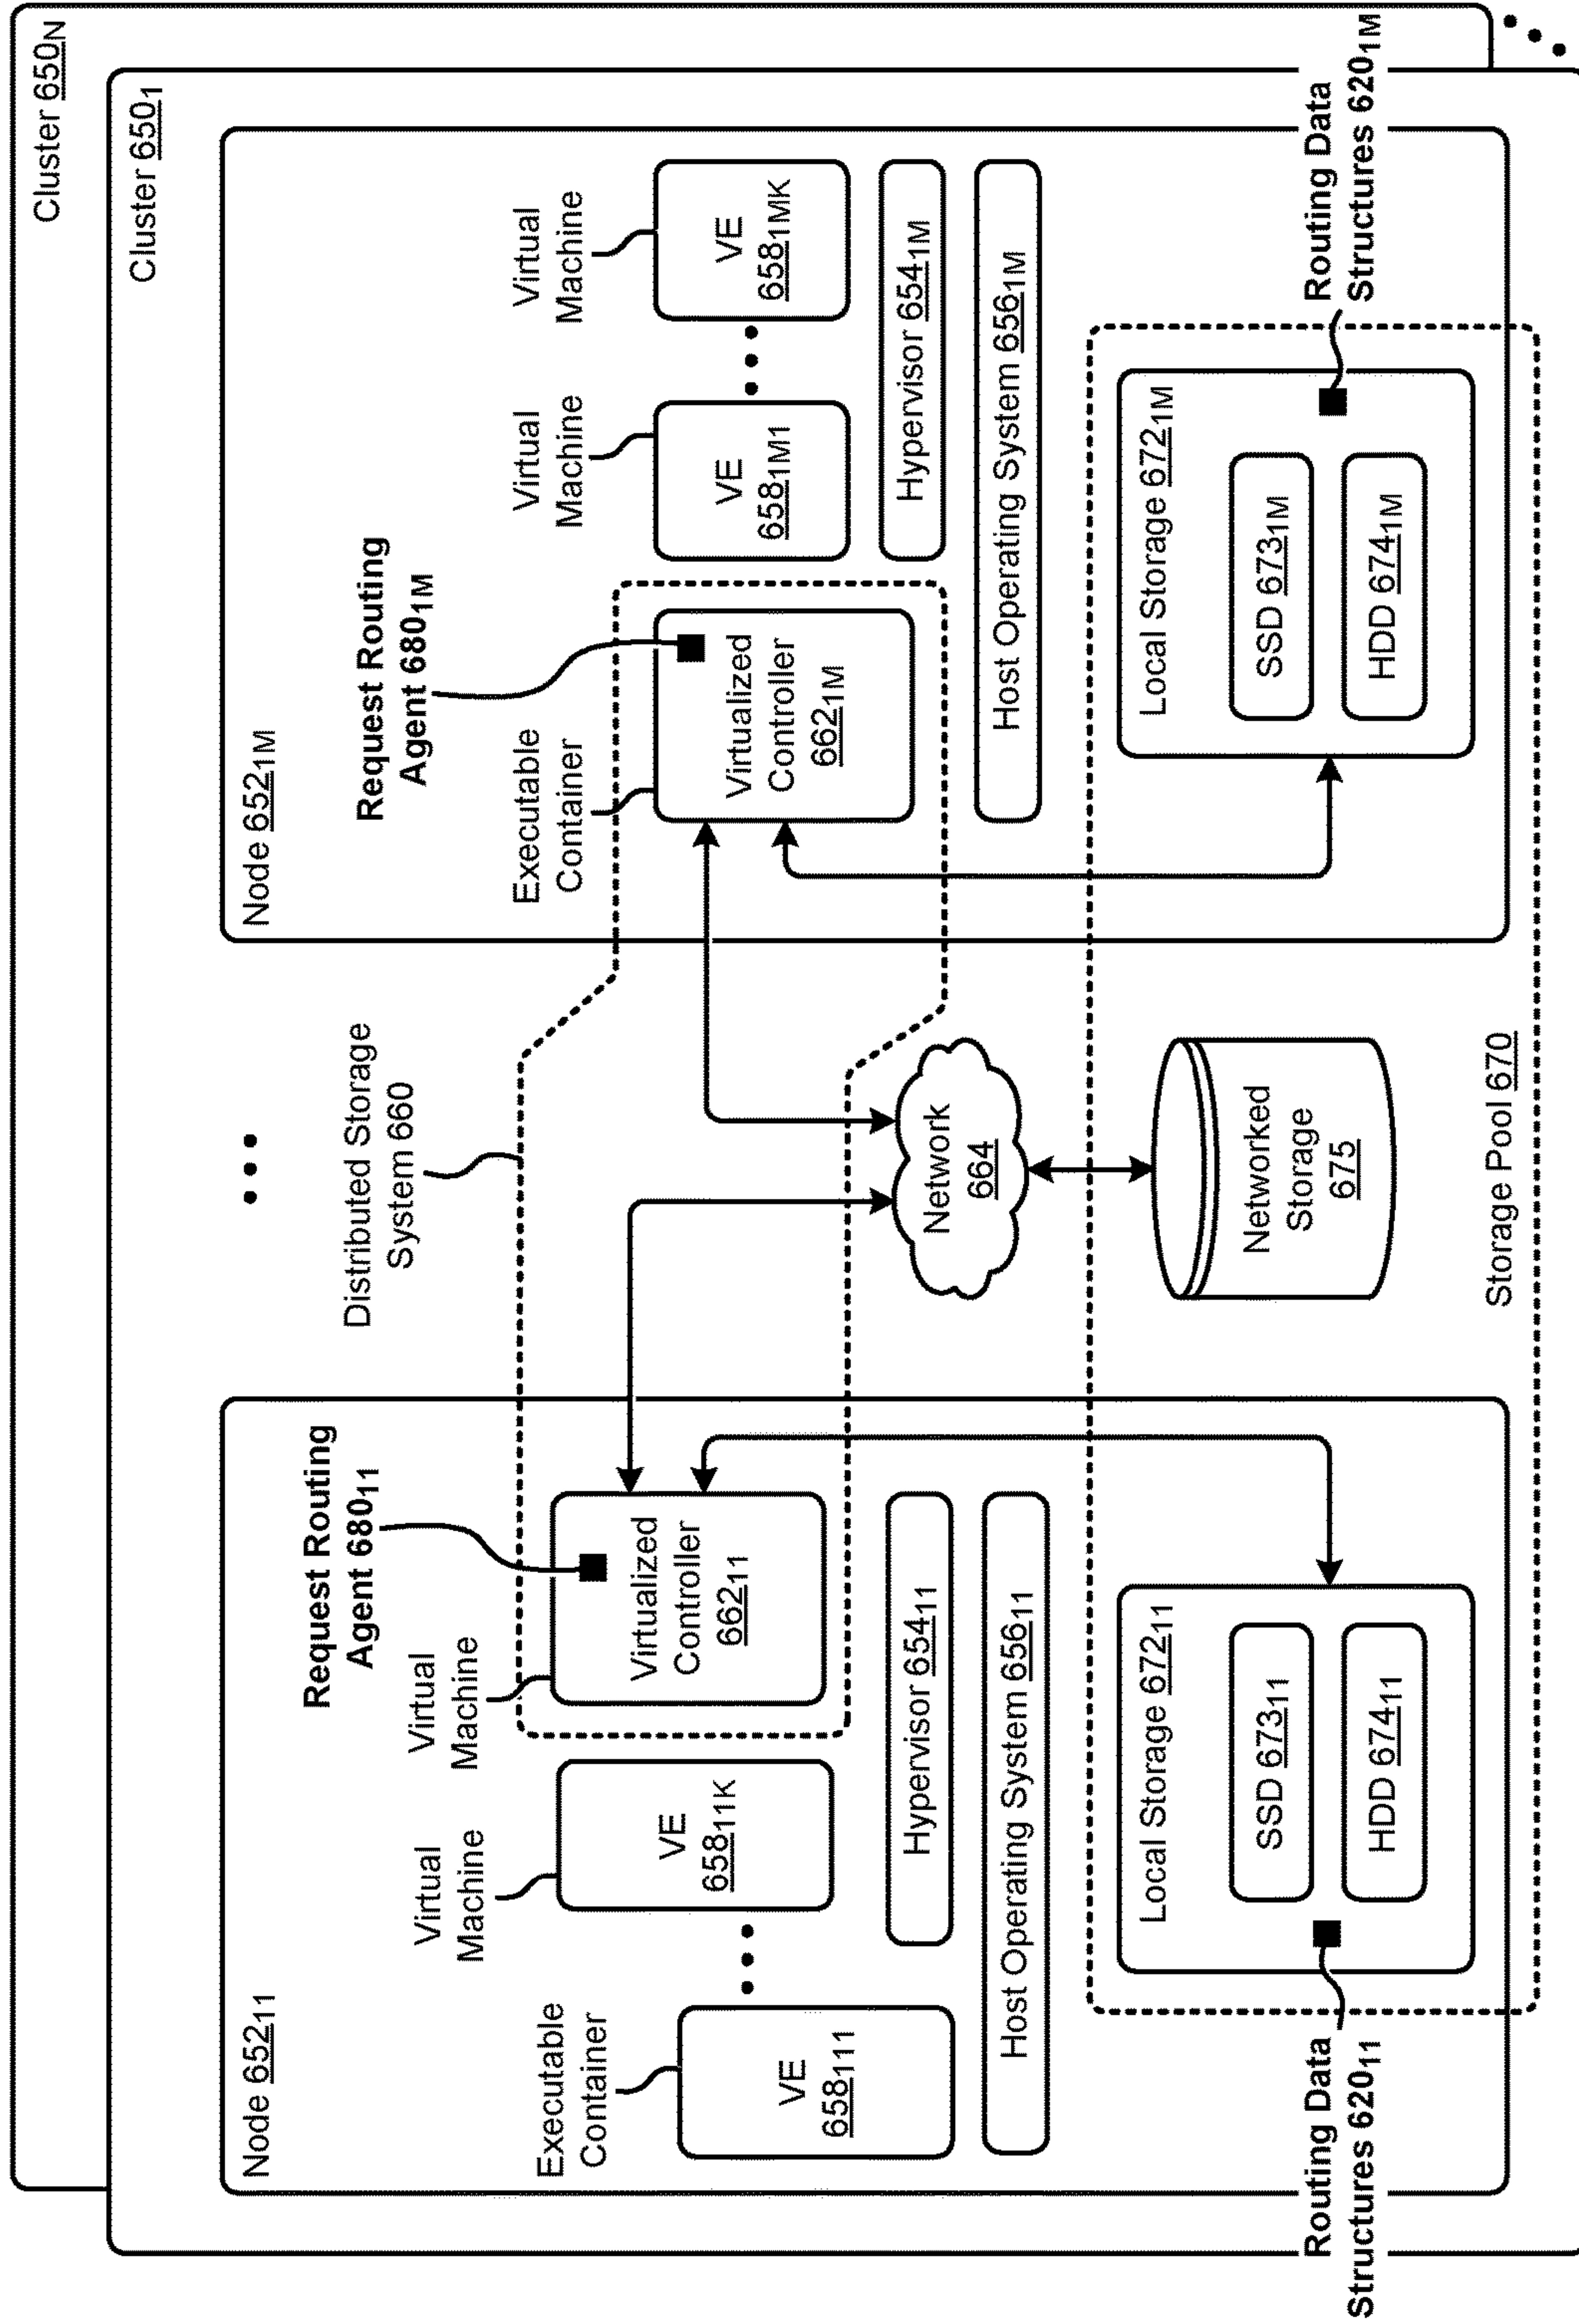 Cluster 650N
Cluster 6501
Node 65211
Request Routing
Agent 68011
Virtual
Machine
Virtual
Machine
Executable
Container
VE
658111
VE
65811K
Virtualized
Controller
66211
Hypervisor 65411
Host Operating System 65611
Local Storage 67211
SSD 67311
HDD 67411
Routing Data
Structures 62011
Distributed Storage
System 660
Network
664
Networked
Storage
675
Storage Pool 670
Node 6521M
Request Routing
Agent 6801M
Executable
Container
Virtual
Machine
Virtual
Machine
Virtualized
Controller
6621M
VE
6581M1
VE
6581MK
Hypervisor 6541M
Host Operating System 6561M
Local Storage 6721M
SSD 6731M
HDD 6741M
Routing Data
Structures 6201M